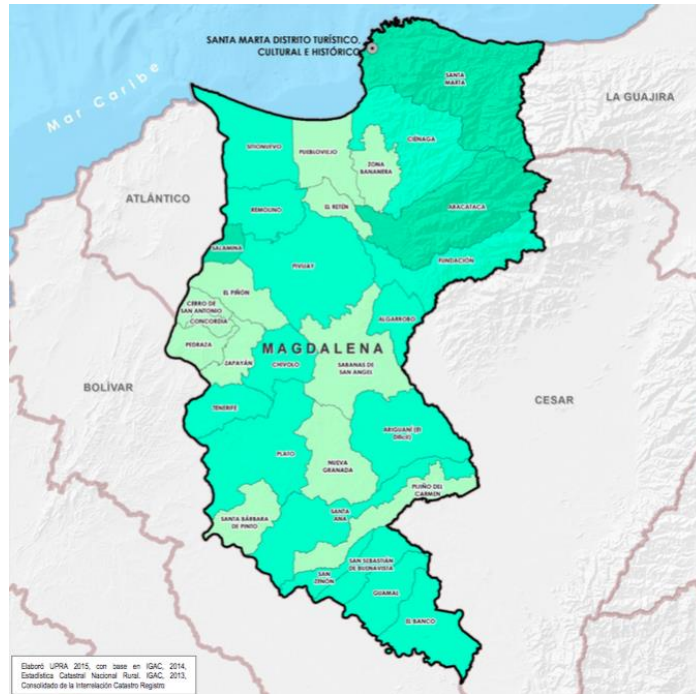 SANTA MARTA DISTRITO TURÍSTICO,
CULTURAL E HISTÓRICO
Mar Caribe
SANTA
MARTA
LA GUAJIRA
CIÉNAGA
SITIONUEVO
PUEBLOVIEJO
ZONA
BANANERA
ATLÁNTICO
EL RETÉN
REMOLINO
ARACATACA
SALAMINA
FUNDACIÓN
PIVIJAY
EL PIÑÓN
CERRO DE
SAN ANTONIO
CONCORDIA
ALGARROBO
PEDRAZA
MAGDALENA
ZAPAYÁN
CHIVOLO
SABANAS DE
SAN ANGEL
BOLÍVAR
CESAR
TENERIFE
ARIGUANÍ (El
Difícil)
PLATO
NUEVA
GRANADA
PIJIÑO DEL
CARMEN
SANTA
ANA
SANTA BÁRBARA
DE PINTO
SAN SEBASTIÁN
DE BUENAVISTA
SAN
ZENÓN
GUAMAL
EL BANCO
Elaboró UPRA 2015, con base en IGAC, 2014,
Estadística Catastral Nacional Rural. IGAC, 2013,
Consolidado de la Interrelación Catastro Registro